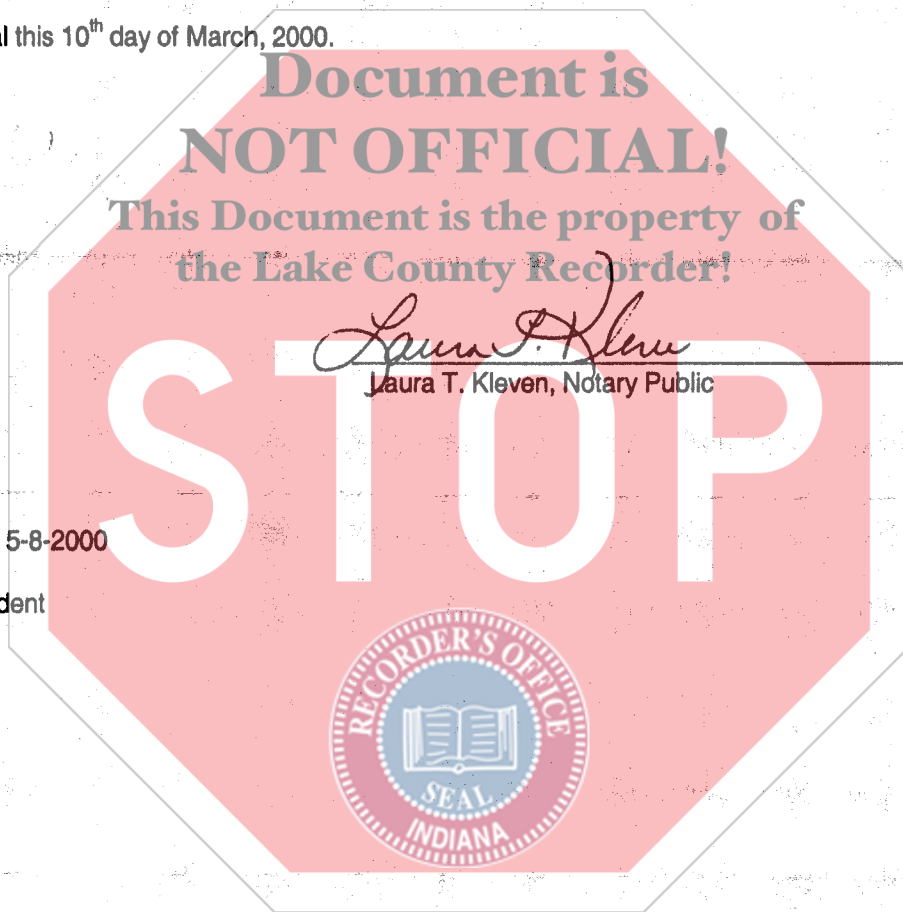 l this 10th day of March, 2000.
Document is
NOT OFFICIAL!
This Document is the property of
the Lake County Recorder!
Laura T. Kleven
Laura T. Kleven, Notary Public
STOP
5-8-2000
dent
RECORDER'S OFFICE
SEAL
INDIANA